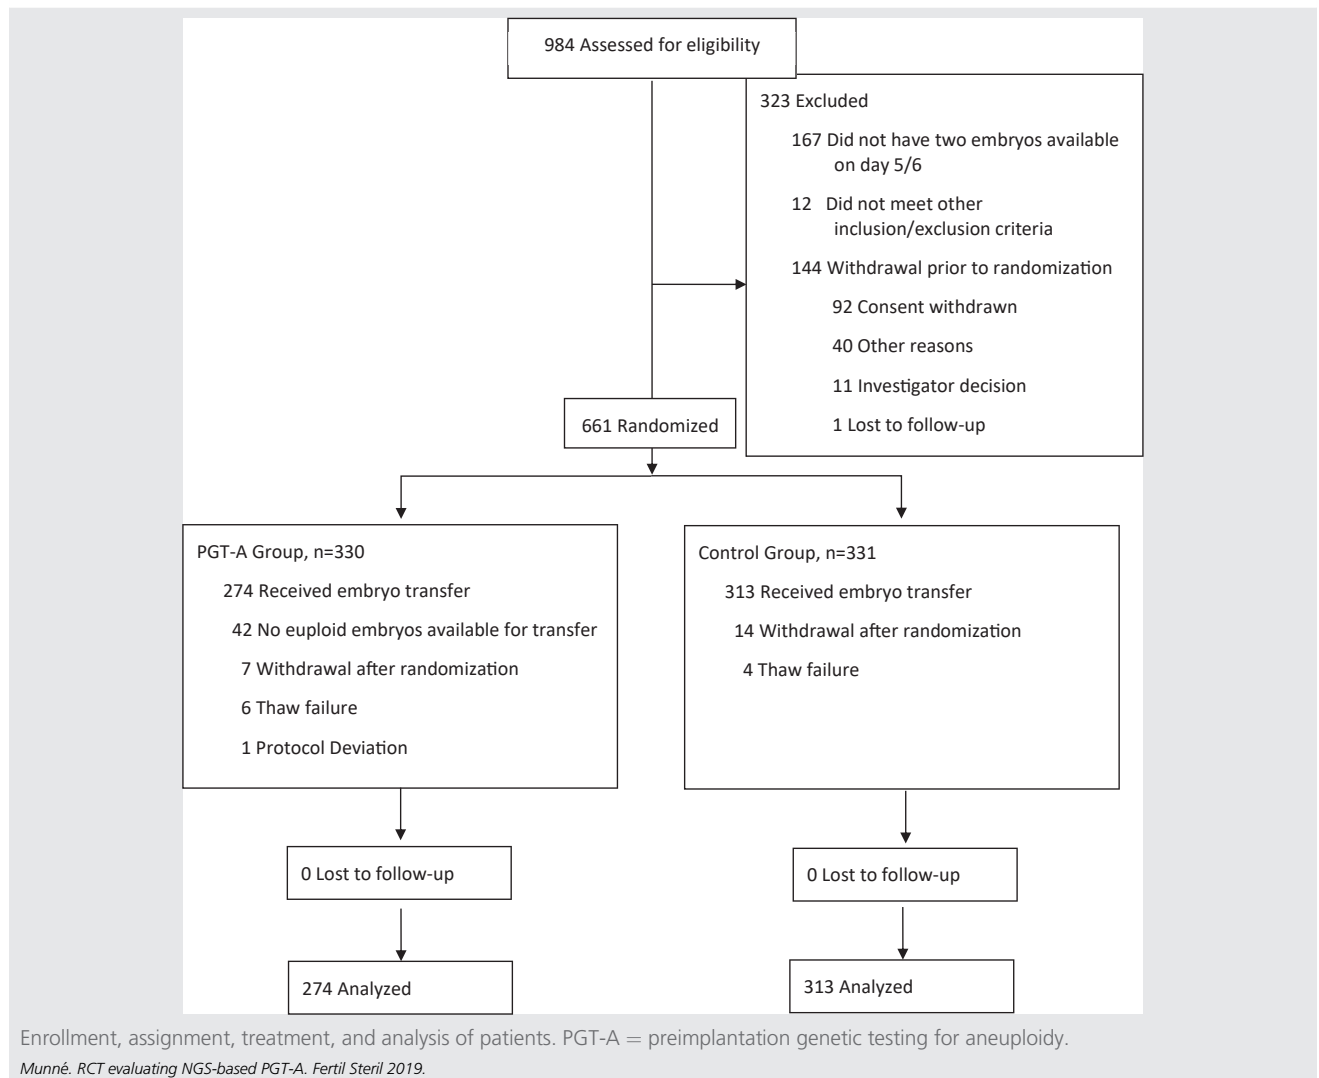 984 Assessed for eligibility
323 Excluded
167 Did not have two embryos available
on day 5/6
12 Did not meet other
inclusion/exclusion criteria
144 Withdrawal prior to randomization
92 Consent withdrawn
40 Other reasons
11 Investigator decision
1 Lost to follow-up
661 Randomized
PGT-A Group, n=330
274 Received embryo transfer
42 No euploid embryos available for transfer
7 Withdrawal after randomization
6 Thaw failure
1 Protocol Deviation
Control Group, n=331
313 Received embryo transfer
14 Withdrawal after randomization
4 Thaw failure
0 Lost to follow-up
0 Lost to follow-up
274 Analyzed
313 Analyzed
Enrollment, assignment, treatment, and analysis of patients. PGT-A = preimplantation genetic testing for aneuploidy.
Munné. RCT evaluating NGS-based PGT-A. Fertil Steril 2019.